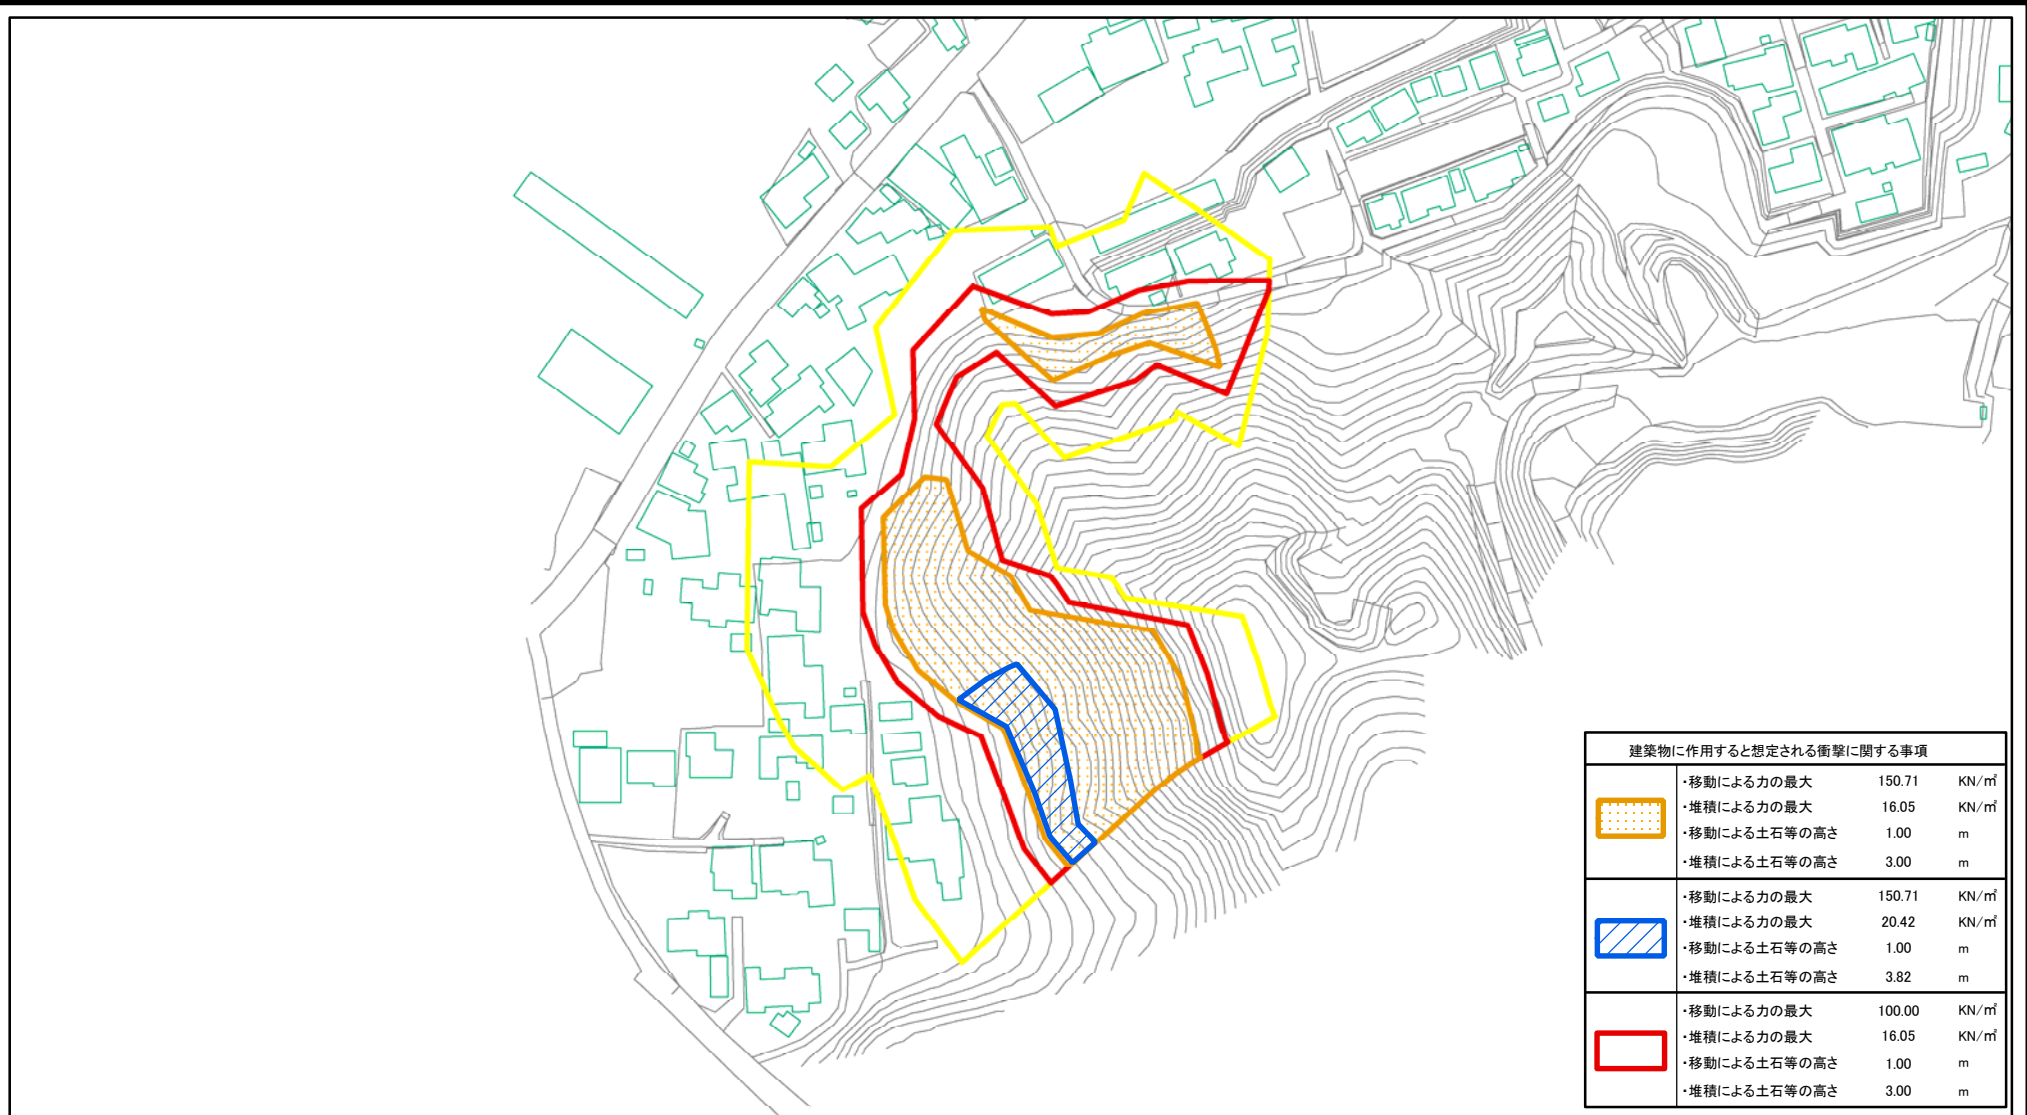 建築物に作用すると想定される衝撃に関する事項
・移動による力の最大 150.71 KN/㎡
・堆積による力の最大 16.05 KN/㎡
・移動による土石等の高さ 1.00 m
・堆積による土石等の高さ 3.00 m
・移動による力の最大 150.71 KN/㎡
・堆積による力の最大 20.42 KN/㎡
・移動による土石等の高さ 1.00 m
・堆積による土石等の高さ 3.82 m
・移動による力の最大 100.00 KN/㎡
・堆積による力の最大 16.05 KN/㎡
・移動による土石等の高さ 1.00 m
・堆積による土石等の高さ 3.00 m